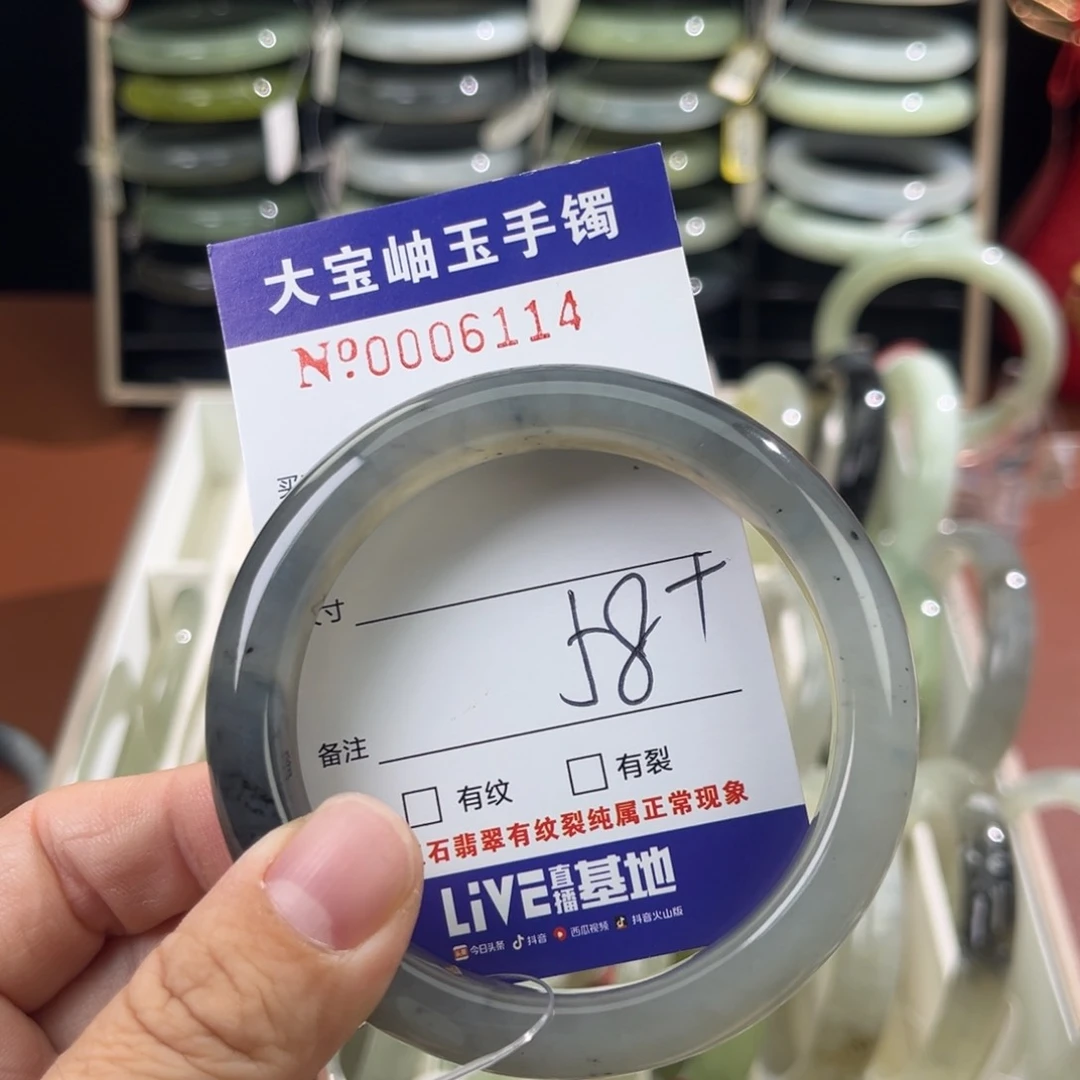 大宝岫玉手镯
Nº:0006114
寸
58+
备注
有纹 有裂
石翡翠有纹裂纯属正常现象
LiVE直播基地
今日头条 抖音 西瓜视频 抖音火山版